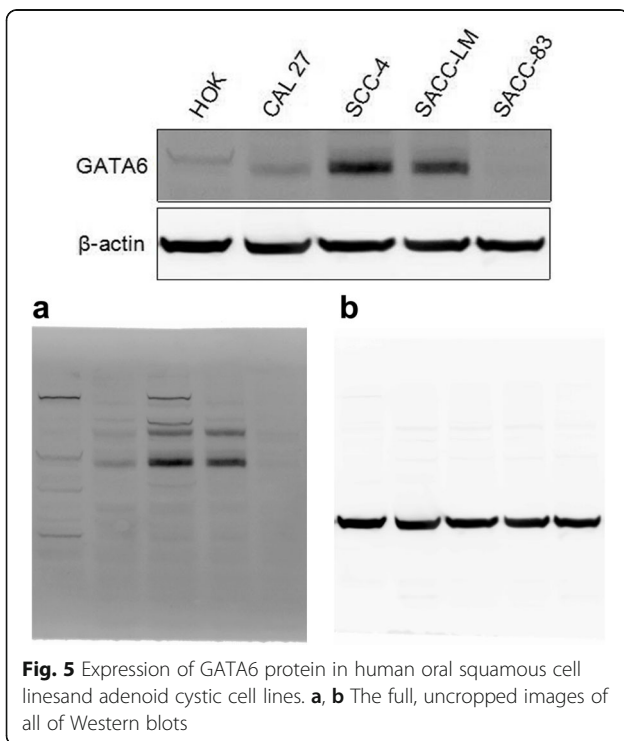 HOK CAL 27 SCC-4 SACC-LM SACC-83
GATA6
β-actin
a b
Fig. 5 Expression of GATA6 protein in human oral squamous cell
linesand adenoid cystic cell lines. a, b The full, uncropped images of
all of Western blots